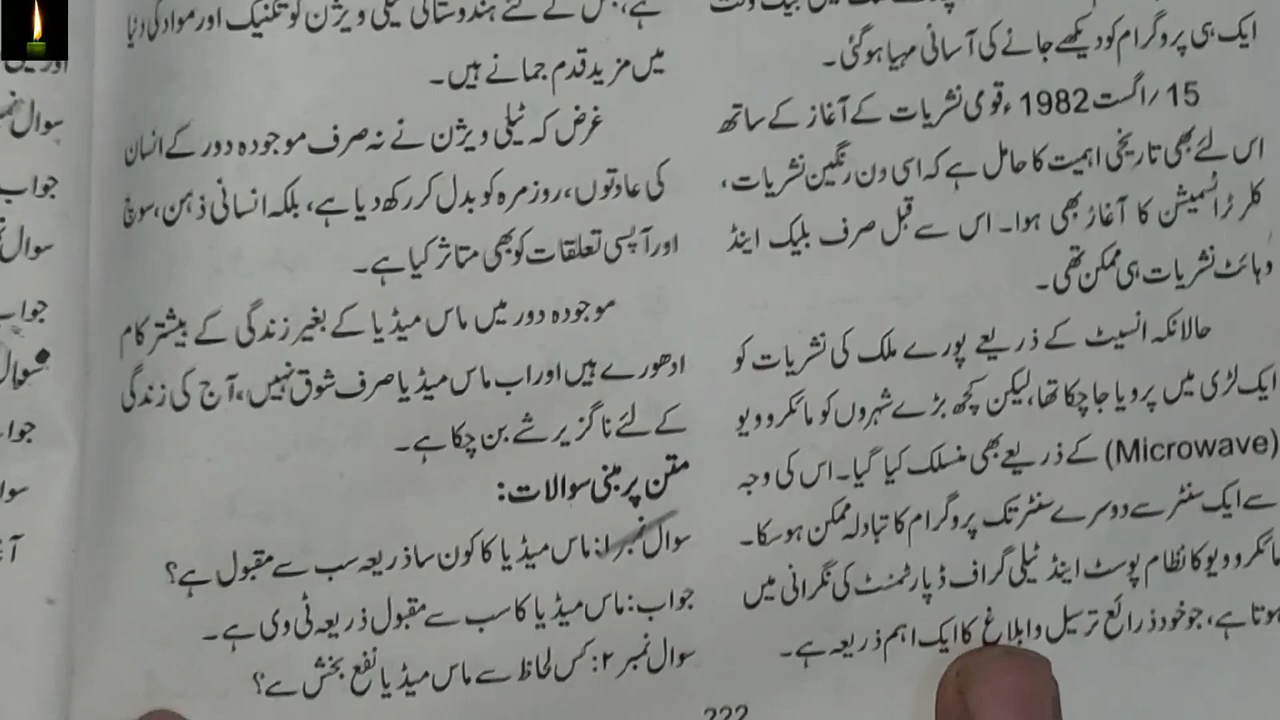 ایک ہی پروگرام کو دیکھے جانے کی آسانی مہیا ہوگئی۔
15 /اگست 1982ء قومی نشریات کے آغاز کے ساتھ
اس لئے بھی تاریخی اہمیت کا حامل ہے کہ اسی دن رنگین نشریات،
کلر ٹرانسمیشن کا آغاز بھی ہوا۔ اس سے قبل صرف بلیک اینڈ
وہائٹ نشریات ہی ممکن تھی۔
حالانکہ انسیٹ کے ذریعے پورے ملک کی نشریات کو
ایک لڑی میں پرویا جاچکا تھا، لیکن کچھ بڑے شہروں کو مائکروویو
(Microwave) کے ذریعے بھی منسلک کیا گیا۔ اس کی وجہ
سے ایک سنٹر سے دوسرے سنٹر تک پروگرام کا تبادلہ ممکن ہوسکا۔
مائکروویو کا نظام پوسٹ اینڈ ٹیلی گراف ڈپارٹمنٹ کی نگرانی میں
ہوتا ہے، جو خود ذرائع ترسیل و ابلاغ کا ایک اہم ذریعہ ہے۔
ہے، جس کے لئے ہندوستانی ٹیلی ویژن کو تکنیک اور مواد کی دنیا
میں مزید قدم جمانے ہیں۔
غرض کہ ٹیلی ویژن نے نہ صرف موجودہ دور کے انسان
کی عادتوں، روزمرہ کو بدل کر رکھ دیا ہے، بلکہ انسانی ذہن، سوچ
اور آپسی تعلقات کو بھی متاثر کیا ہے۔
موجودہ دور میں ماس میڈیا کے بغیر زندگی کے بیشتر کام
ادھورے ہیں اور اب ماس میڈیا صرف شوق نہیں، آج کی زندگی
کے لئے ناگزیر شے بن چکا ہے۔
متن پر مبنی سوالات:
سوال نمبر ۱: ماس میڈیا کا کون سا ذریعہ سب سے مقبول ہے؟
جواب: ماس میڈیا کا سب سے مقبول ذریعہ ٹی وی ہے۔
سوال نمبر ۲: کس لحاظ سے ماس میڈیا نفع بخش ہے؟
222
سوال
جواب
سوال
جواب
سوال